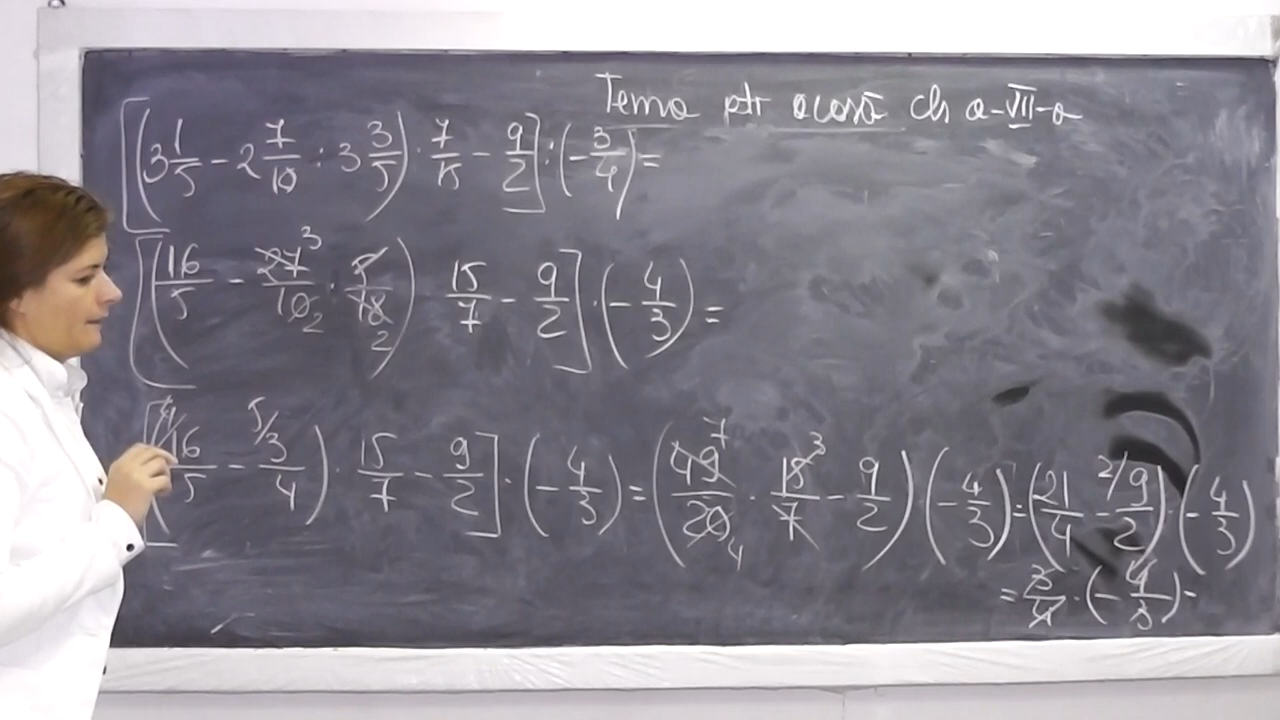 Tema ptr acasă cls a-VII-a
[(3 1/5 - 2 7/10 : 3 3/5) · 7/15 - 9/2] : (-3/4) =
[(16/5 - 27/10 · 5/18) 15/7 - 9/2] · (-4/3) =
[(16/5 - 3/4) · 15/7 - 9/2] · (-4/3) = (49/20 · 15/7 - 9/2) (-4/3) = (21/4 - 9/2) · (-4/3)
= 3/4 · (-4/3) =